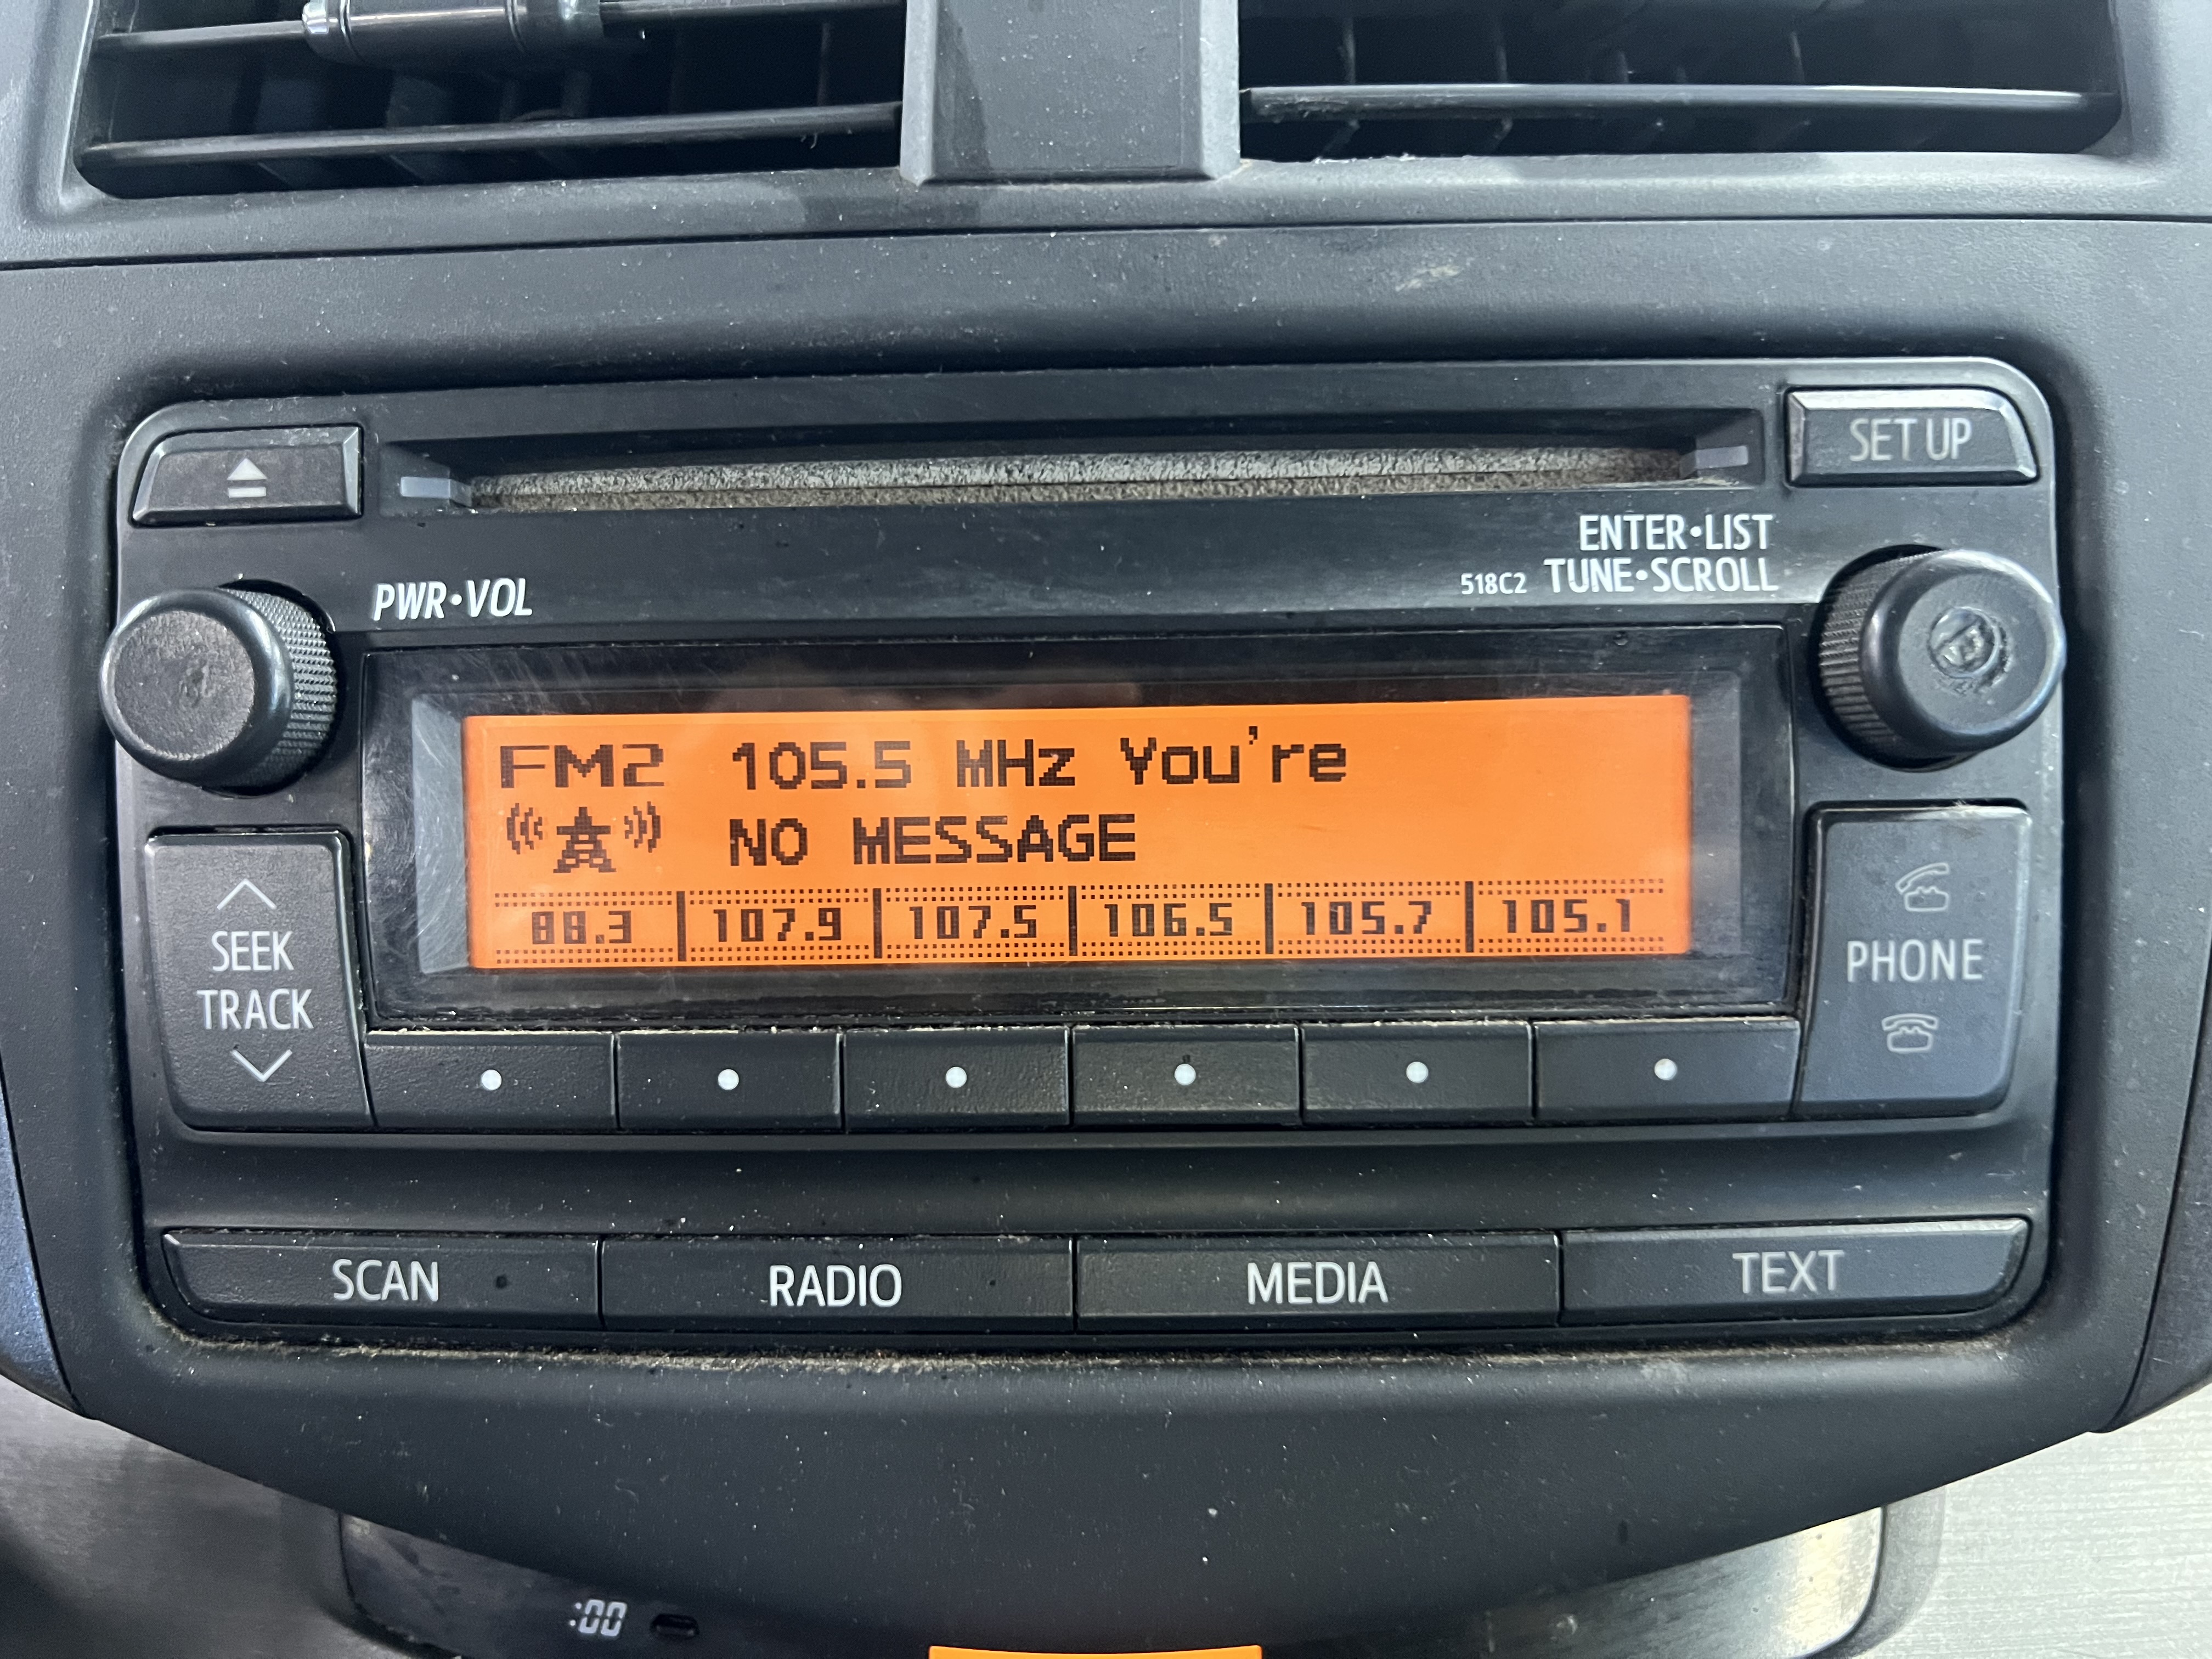 SET UP
ENTER•LIST
518C2 TUNE•SCROLL
PWR•VOL
FM2 105.5 MHz You're
NO MESSAGE
88.3 107.9 107.5 106.5 105.7 105.1
SEEK
TRACK
PHONE
SCAN RADIO MEDIA TEXT
:00